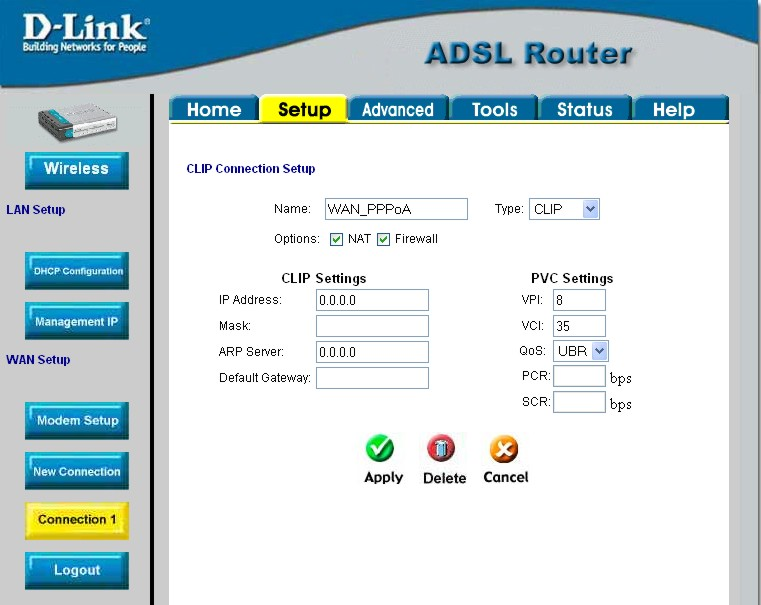 D-Link®
Building Networks for People
ADSL Router
Home Setup Advanced Tools Status Help
Wireless
LAN Setup
DHCP Configuration
Management IP
WAN Setup
Modem Setup
New Connection
Connection 1
Logout
CLIP Connection Setup
Name: WAN_PPPoA Type: CLIP
Options: NAT Firewall
CLIP Settings
IP Address: 0.0.0.0
Mask:
ARP Server: 0.0.0.0
Default Gateway:
PVC Settings
VPI: 8
VCI: 35
QoS: UBR
PCR: bps
SCR: bps
Apply Delete Cancel